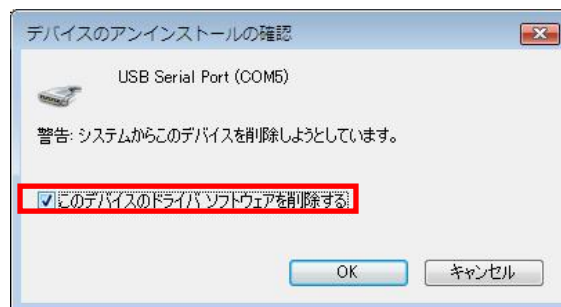 デバイスのアンインストールの確認
USB Serial Port (COM5)
警告: システムからこのデバイスを削除しようとしています。
このデバイスのドライバ ソフトウェアを削除する
OK
キャンセル